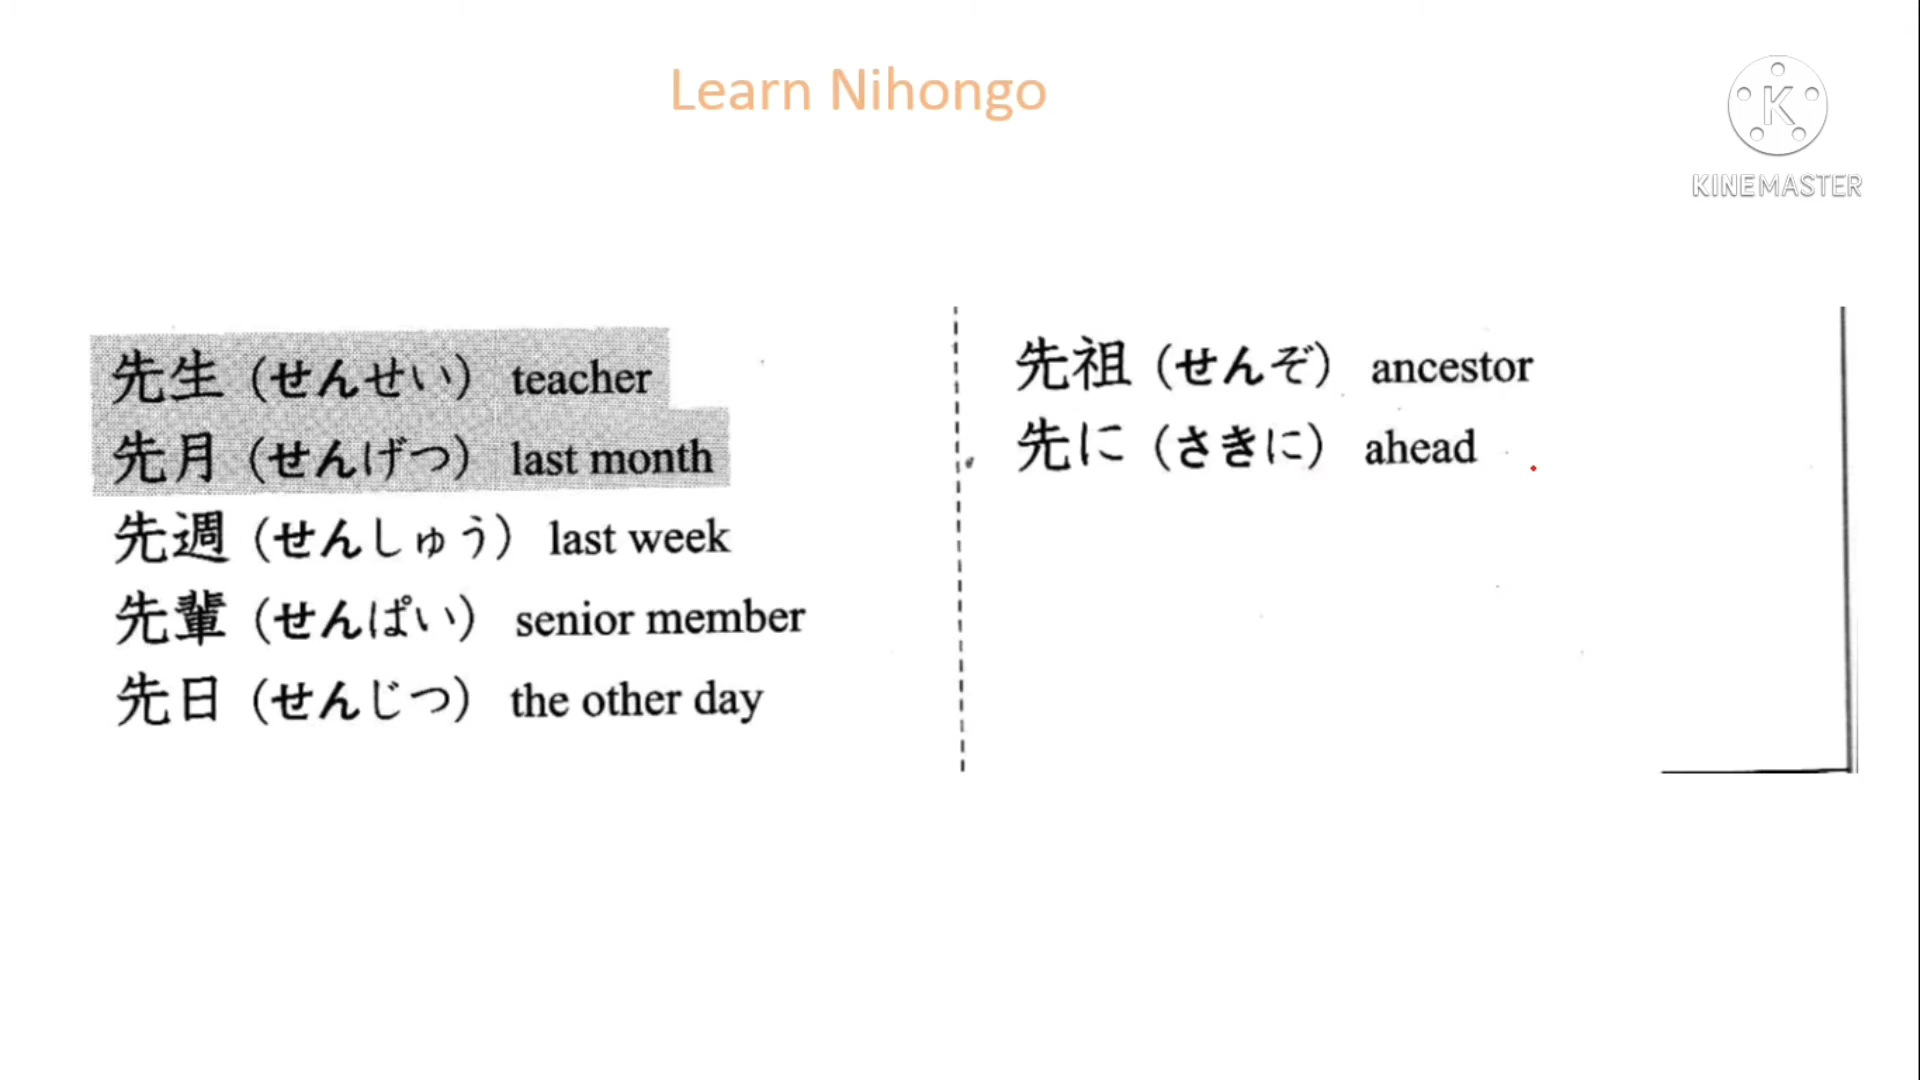 Learn Nihongo
K
KINEMASTER
先生（せんせい） teacher
先月（せんげつ） last month
先週（せんしゅう） last week
先輩（せんぱい） senior member
先日（せんじつ） the other day
先祖（せんぞ） ancestor
先に（さきに） ahead